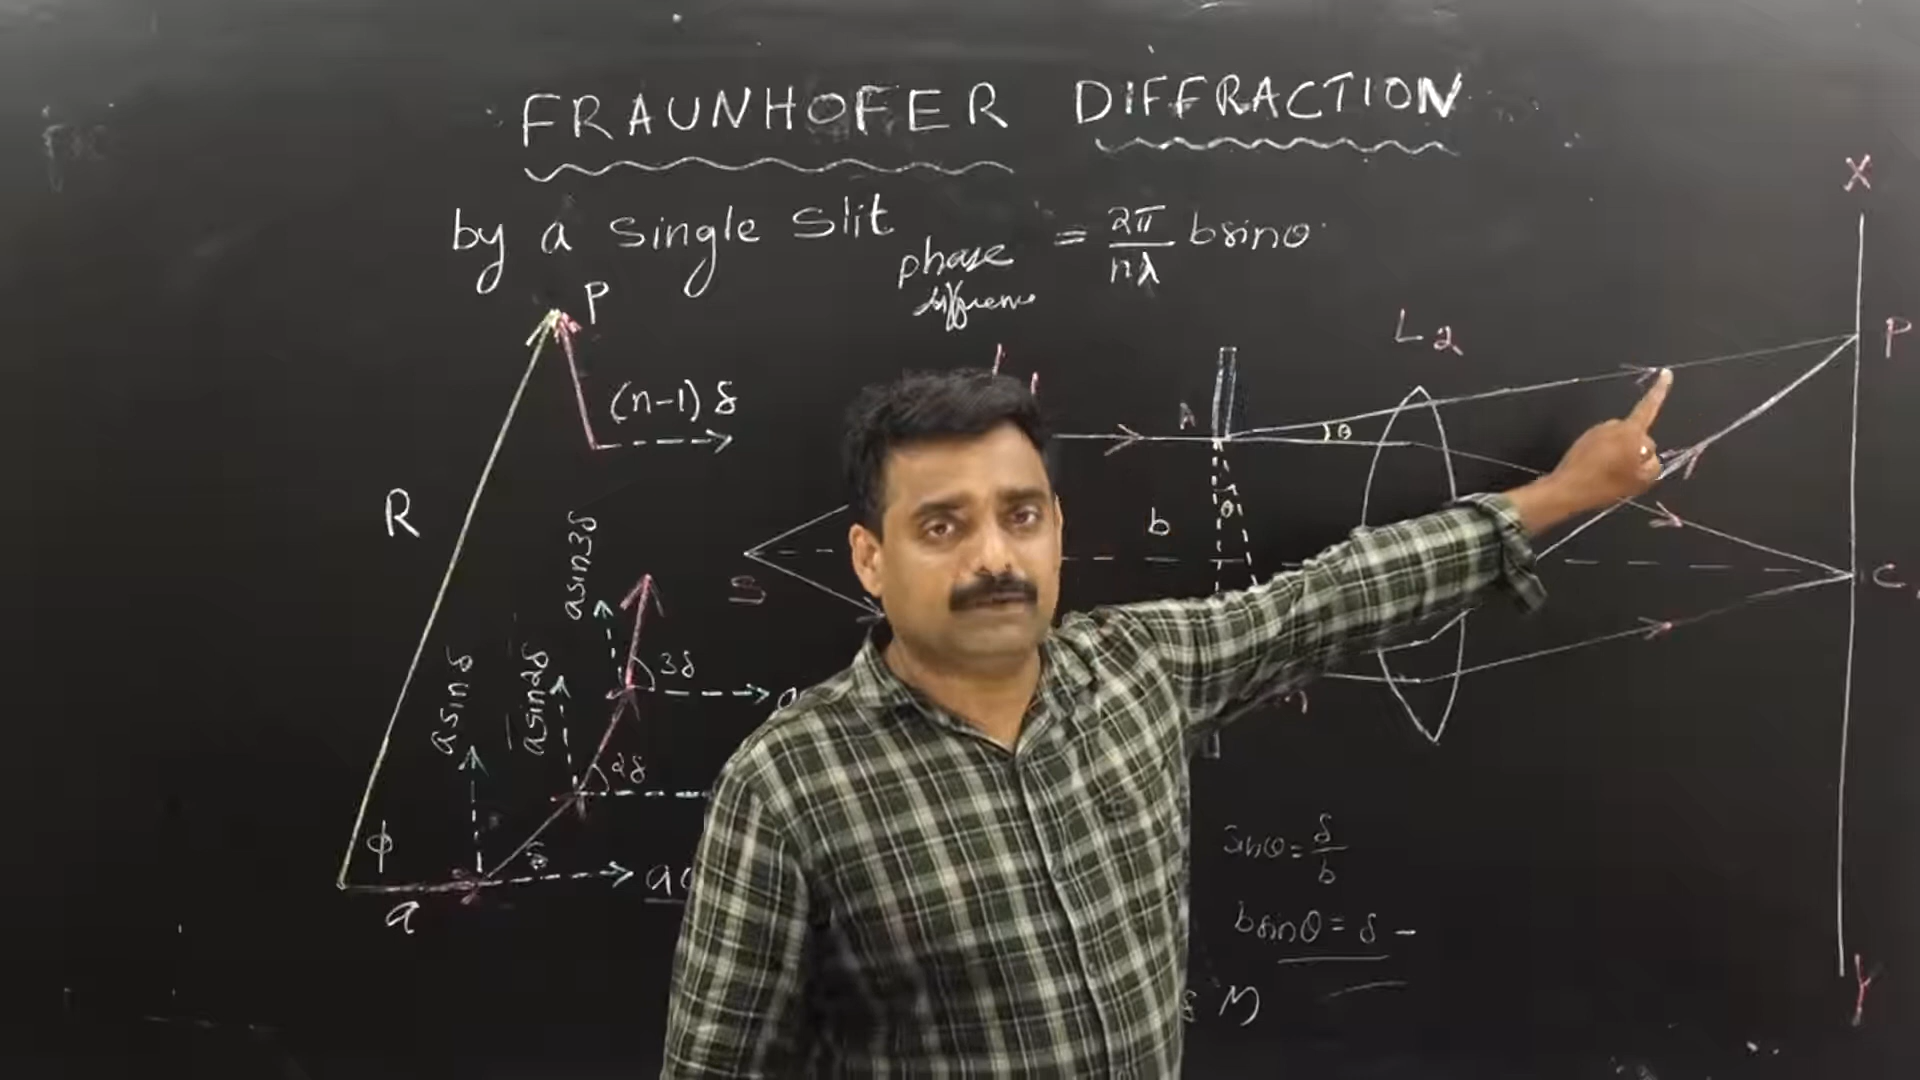 FRAUNHOFER DIFFRACTION
by a Single Slit
phase difference = 2π/nλ bsinθ
X
P
L2
P
(n-1) δ
A
θ
R
b
θ
asin3δ
S
C
3δ
asinδ
asin2δ
2δ
ϕ
δ
a
sinθ = δ/b
bsinθ = δ -
M
Y